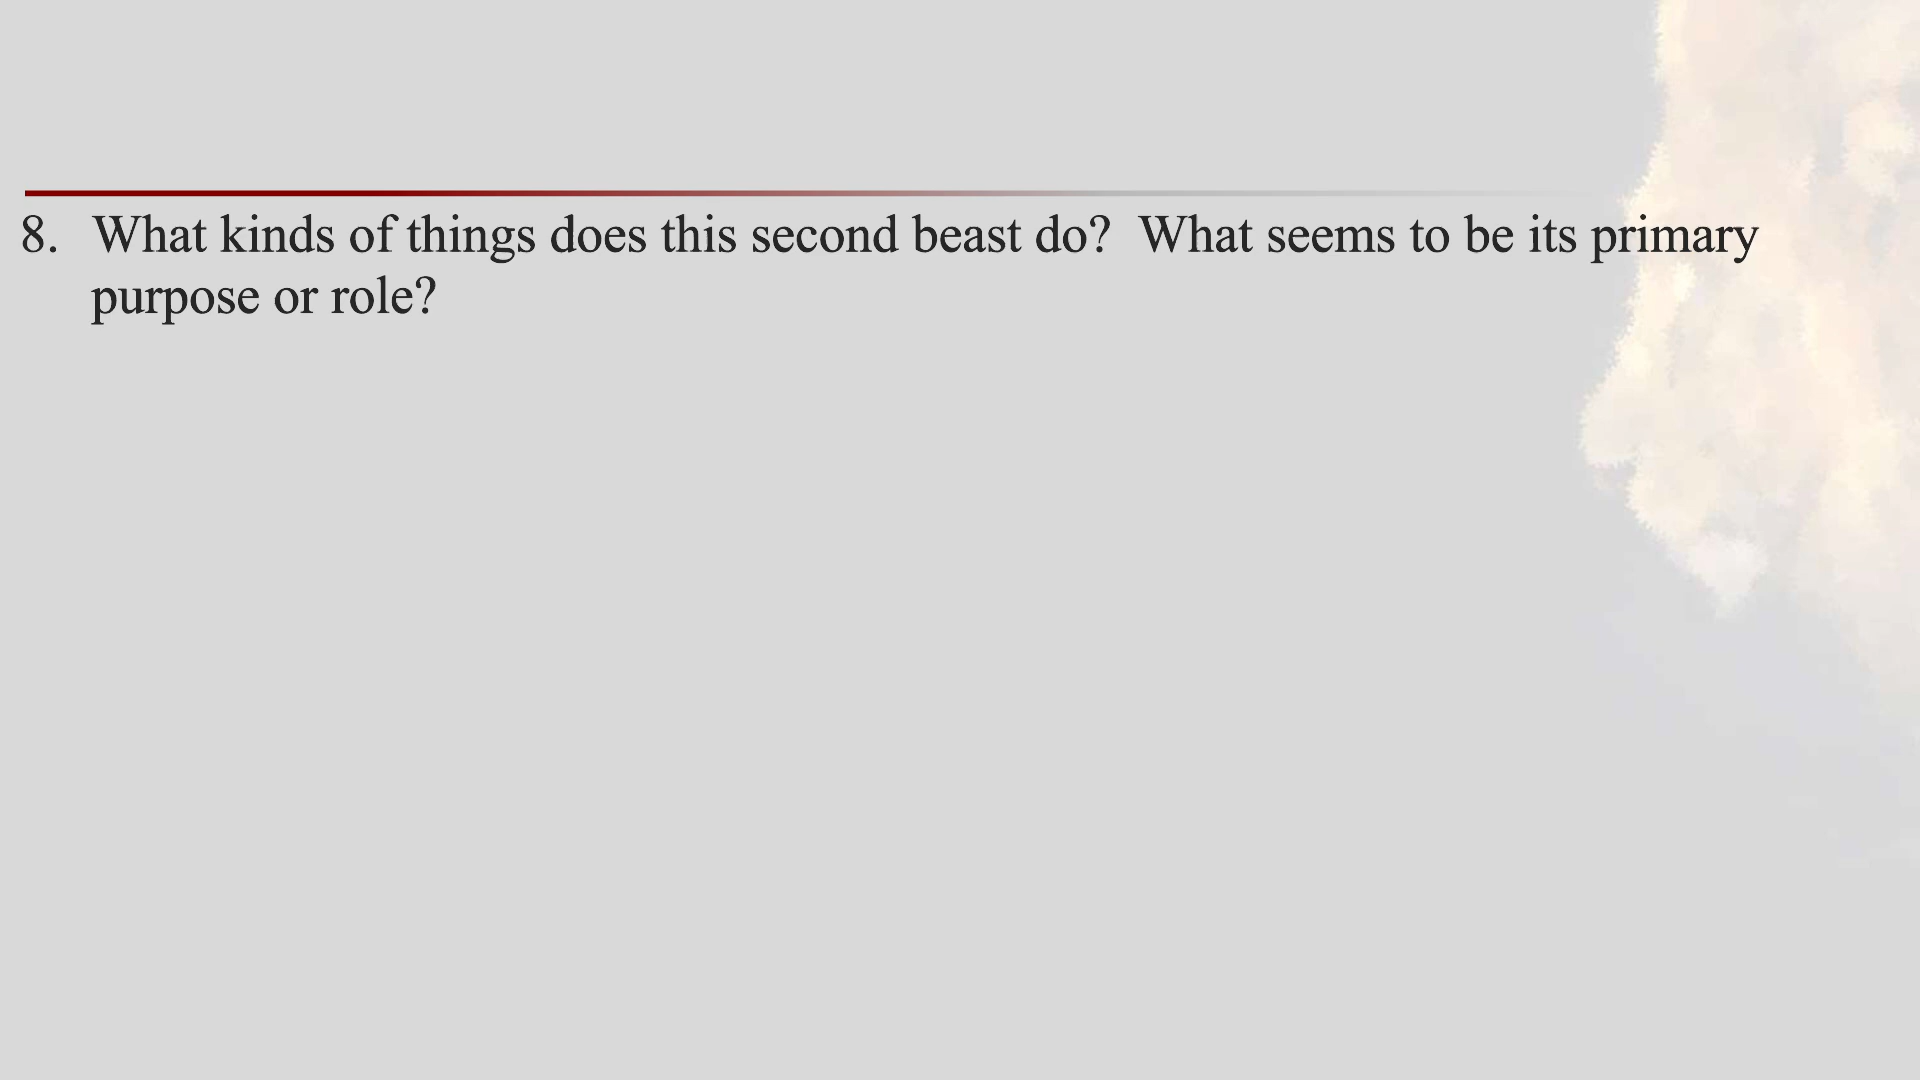 8. What kinds of things does this second beast do?  What seems to be its primary
purpose or role?